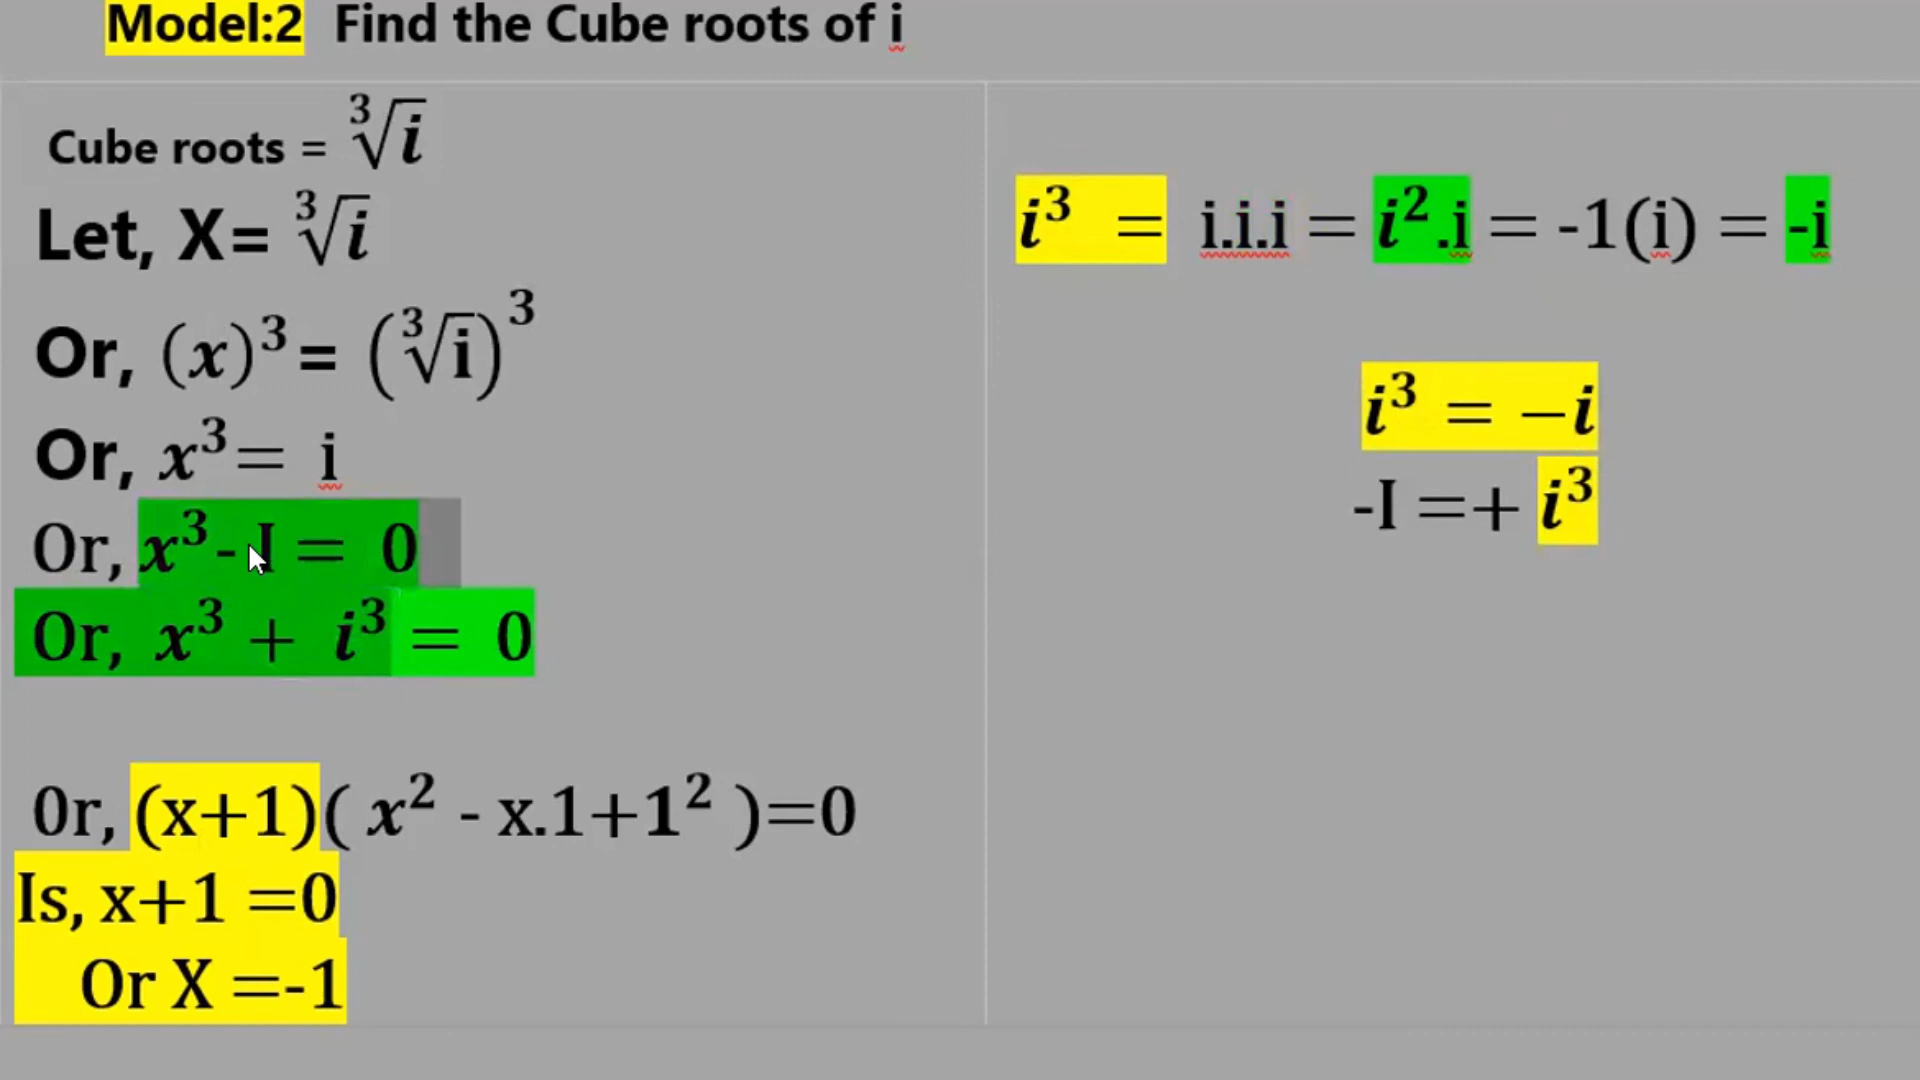 Model:2 Find the Cube roots of i
Cube roots = ∛i
Let, X= ∛i
Or, (x)³= (∛i)³
Or, x³= i
Or, x³-I = 0
Or, x³ + i³ = 0
0r, (x+1)( x² - x.1+1² )=0
Is, x+1 =0
Or X =-1
i³ = i.i.i = i².i = -1(i) = -i
i³ = −i
-I =+ i³